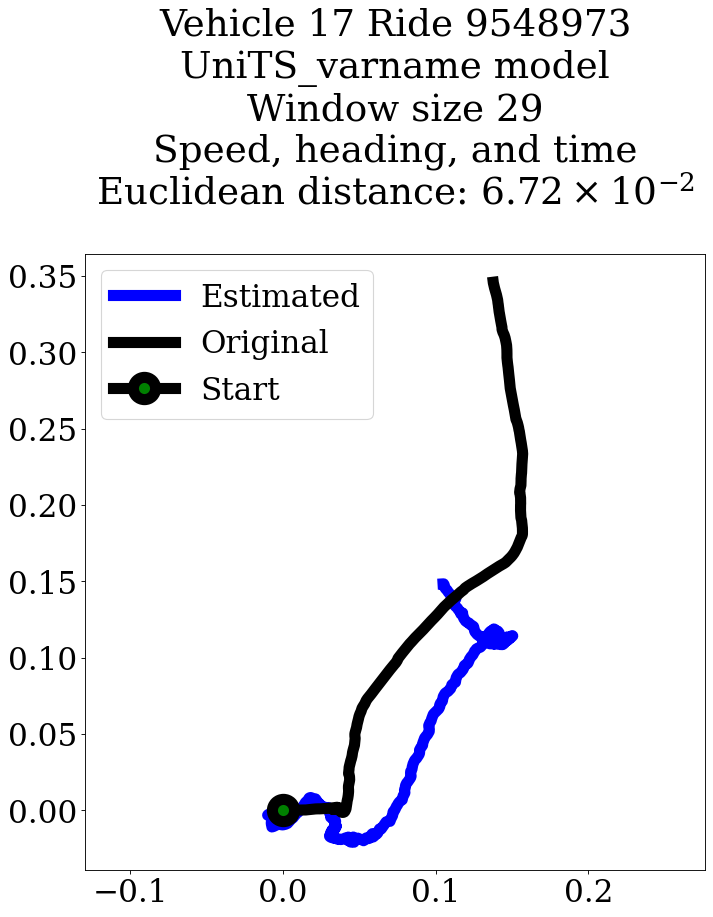 Vehicle 17 Ride 9548973
UniTS_varname model
Window size 29
Speed, heading, and time
Euclidean distance: 6.72 × 10⁻²
Estimated
Original
Start
0.35
0.30
0.25
0.20
0.15
0.10
0.05
0.00
−0.1 0.0 0.1 0.2